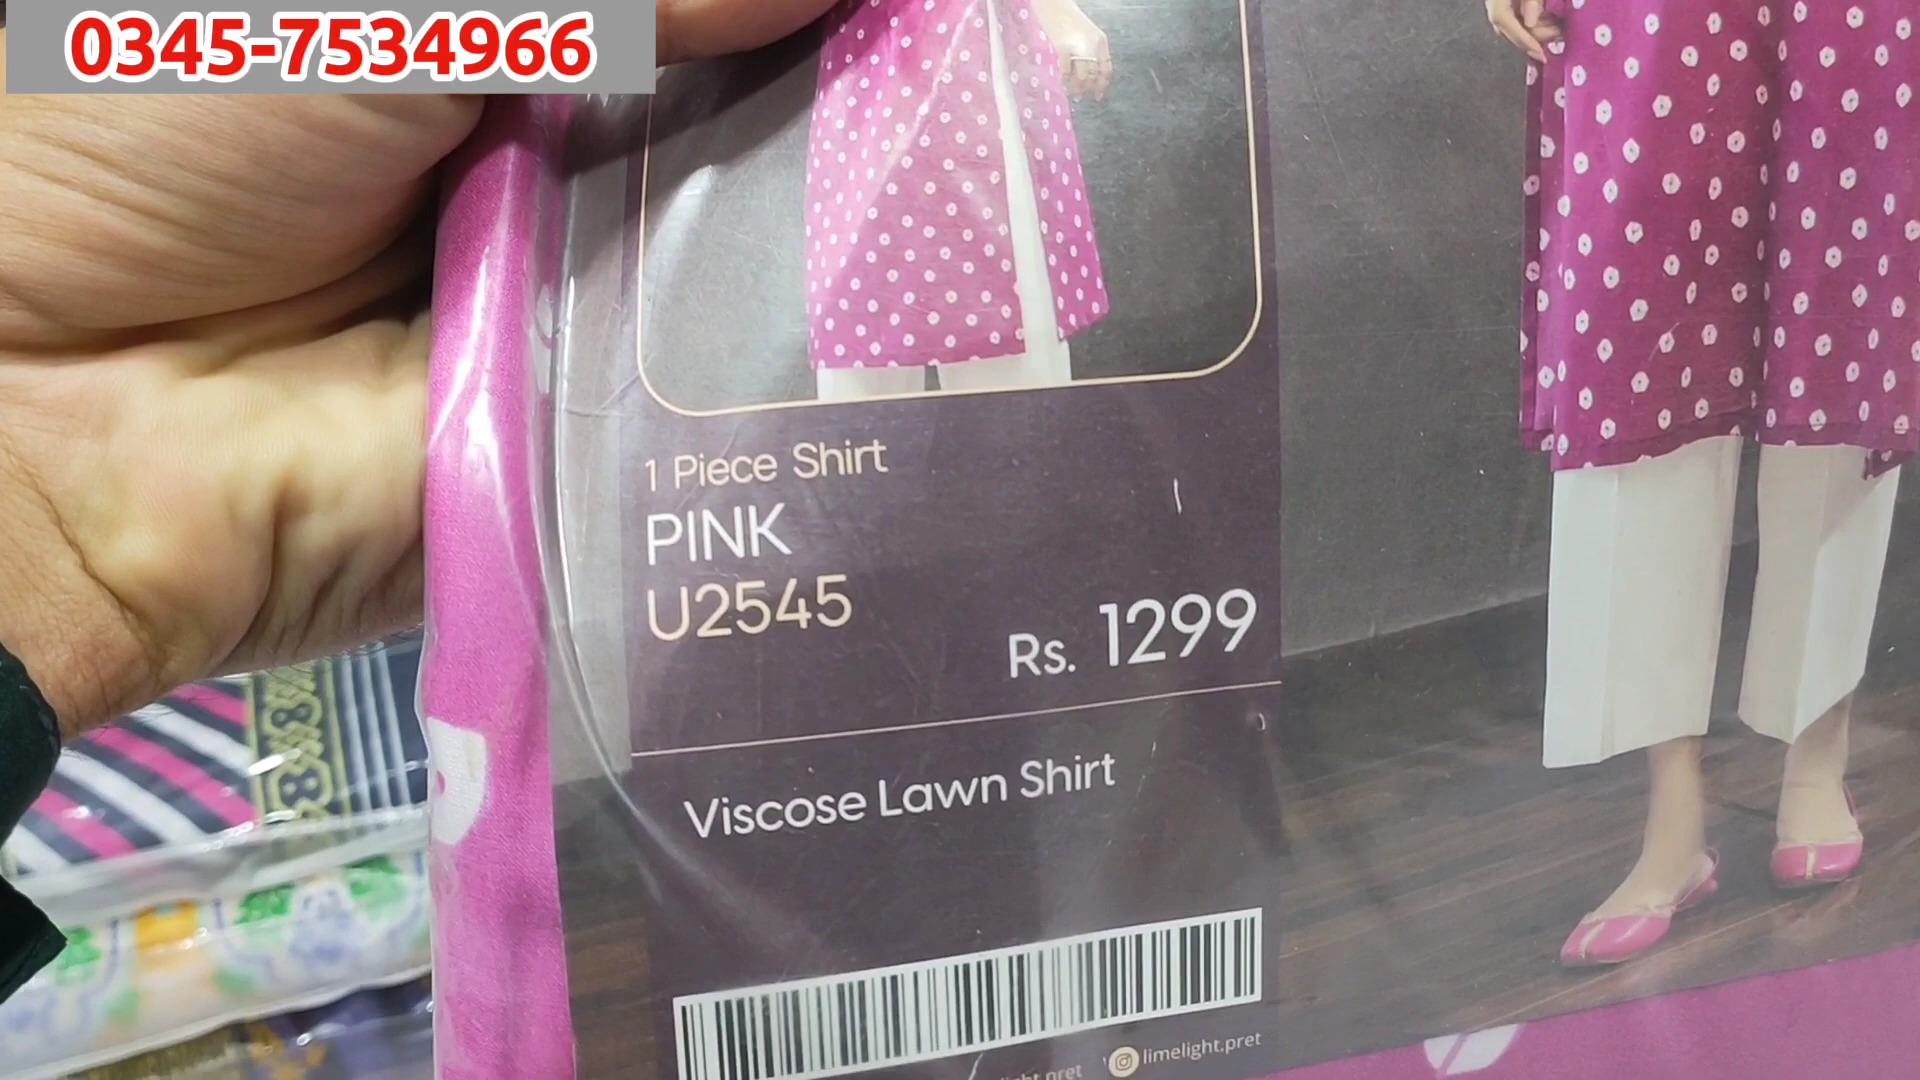 0345-7534966
1 Piece Shirt
PINK
U2545
Rs. 1299
Viscose Lawn Shirt
limelight.pret